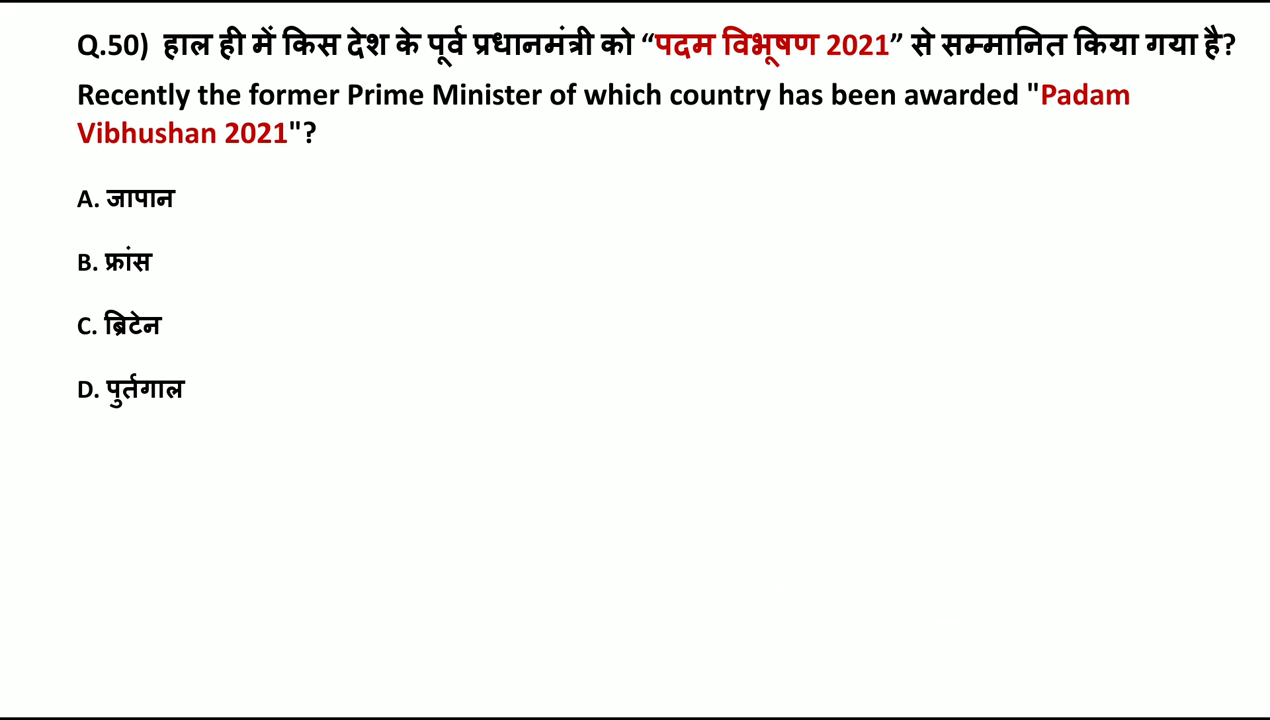 Q.50) हाल ही में किस देश के पूर्व प्रधानमंत्री को “पदम विभूषण 2021” से सम्मानित किया गया है?
Recently the former Prime Minister of which country has been awarded "Padam
Vibhushan 2021"?
A. जापान
B. फ्रांस
C. ब्रिटेन
D. पुर्तगाल